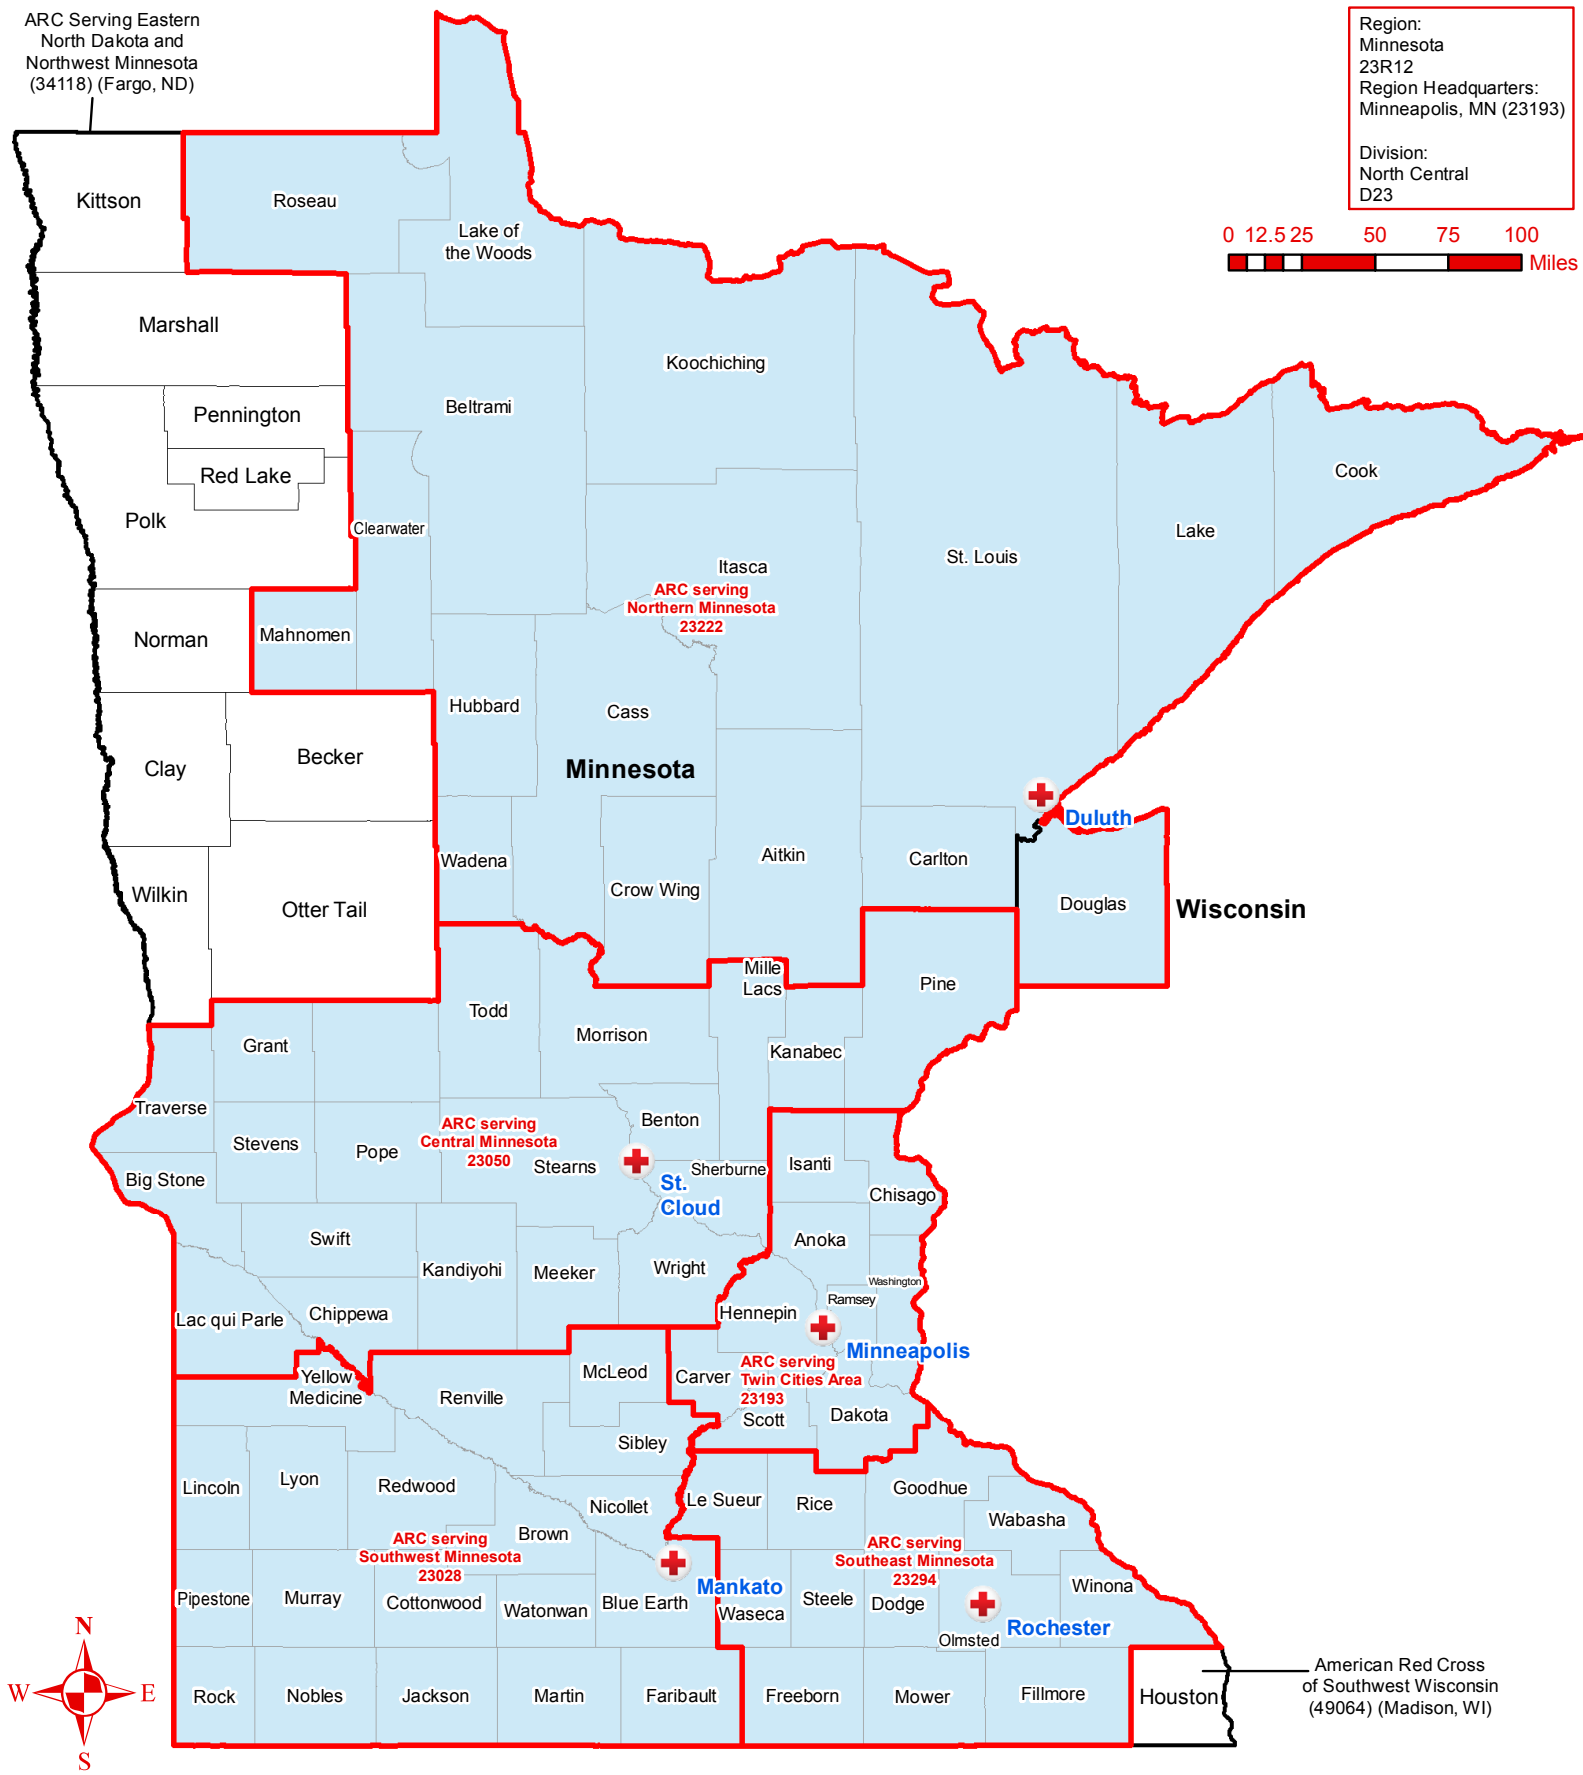 ARC Serving Eastern
North Dakota and
Northwest Minnesota
(34118) (Fargo, ND)
Region:
Minnesota
23R12
Region Headquarters:
Minneapolis, MN (23193)
Division:
North Central
D23
0 12.5 25 50 75 100
Miles
Kittson
Roseau
Lake of
the Woods
Marshall
Koochiching
Beltrami
Pennington
Red Lake
Cook
Polk
Clearwater
Lake
St. Louis
Itasca
ARC serving
Northern Minnesota
23222
Norman
Mahnomen
Hubbard
Cass
Becker
Clay
Minnesota
Duluth
Wadena
Aitkin
Carlton
Crow Wing
Wilkin
Otter Tail
Douglas
Wisconsin
Mille
Lacs
Pine
Todd
Morrison
Grant
Kanabec
Traverse
Benton
Stevens
Pope
ARC serving
Central Minnesota
23050
Stearns
Sherburne
Isanti
Big Stone
St.
Cloud
Chisago
Swift
Anoka
Kandiyohi
Meeker
Wright
Washington
Ramsey
Hennepin
Lac qui Parle
Chippewa
Minneapolis
Yellow
Medicine
McLeod
Carver
ARC serving
Twin Cities Area
23193
Renville
Scott
Dakota
Sibley
Lincoln
Lyon
Redwood
Nicollet
Le Sueur
Rice
Goodhue
Wabasha
Brown
ARC serving
Southwest Minnesota
23028
ARC serving
Southeast Minnesota
23294
Mankato
Winona
Pipestone
Murray
Cottonwood
Watonwan
Blue Earth
Waseca
Steele
Dodge
Rochester
Olmsted
Rock
Nobles
Jackson
Martin
Faribault
Freeborn
Mower
Fillmore
Houston
American Red Cross
of Southwest Wisconsin
(49064) (Madison, WI)
N
W E
S